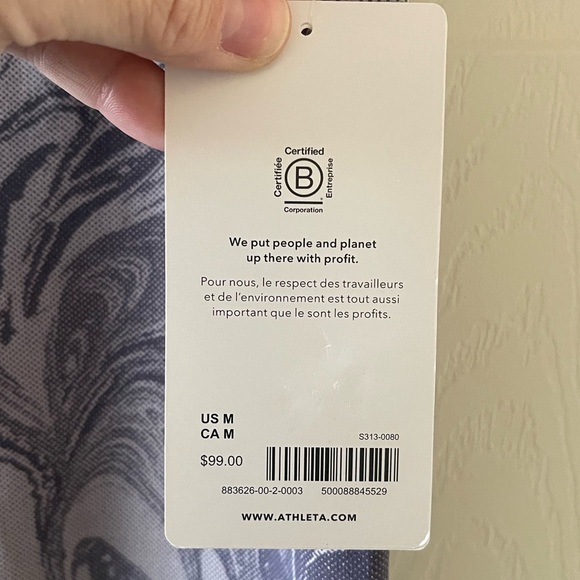 Certified
Certifiée
B
Entreprise
Corporation
We put people and planet
up there with profit.
Pour nous, le respect des travailleurs
et de l'environnement est tout aussi
important que le sont les profits.
US M
CA M
S313-0080
$99.00
883626-00-2-0003 500088845529
WWW.ATHLETA.COM